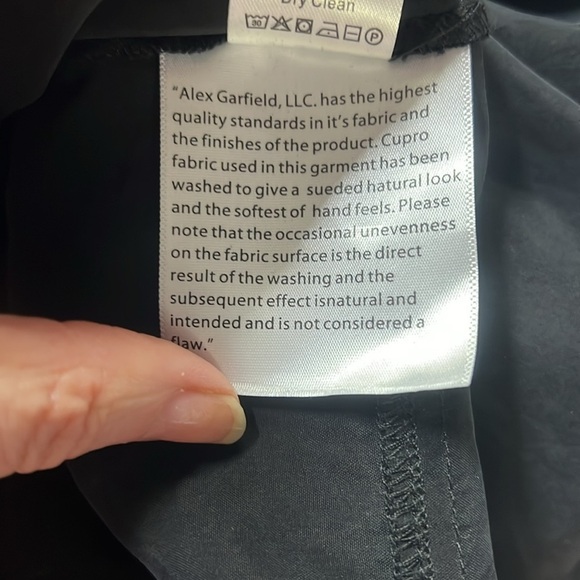 Dry Clean
30 P
"Alex Garfield, LLC. has the highest
quality standards in it's fabric and
the finishes of the product. Cupro
fabric used in this garment has been
washed to give a sueded hatural look
and the softest of hand feels. Please
note that the occasional unevenness
on the fabric surface is the direct
result of the washing and the
subsequent effect isnatural and
intended and is not considered a
flaw."